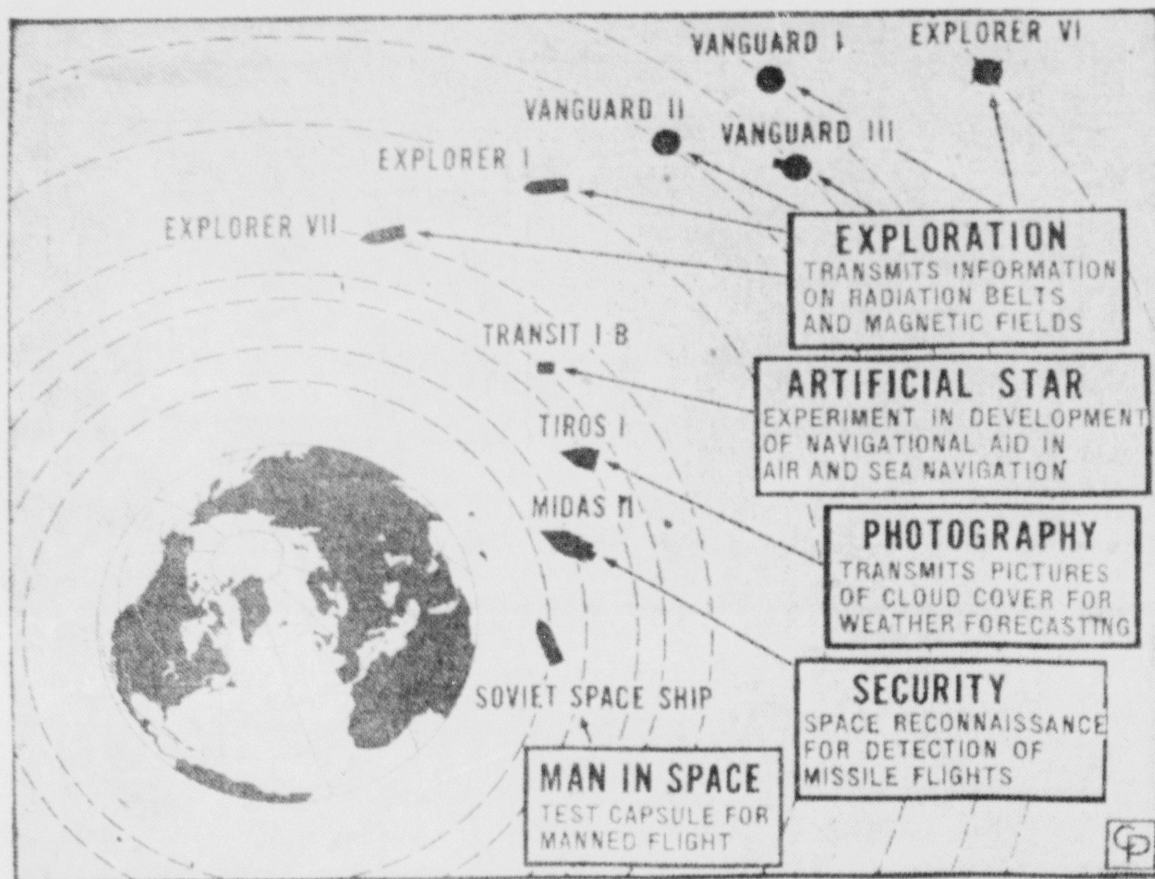 VANGUARD I
EXPLORER VI
VANGUARD II
VANGUARD III
EXPLORER I
EXPLORER VII
EXPLORATION
TRANSMITS INFORMATION
ON RADIATION BELTS
AND MAGNETIC FIELDS
TRANSIT I-B
ARTIFICIAL STAR
EXPERIMENT IN DEVELOPMENT
OF NAVIGATIONAL AID IN
AIR AND SEA NAVIGATION
TIROS I
MIDAS II
PHOTOGRAPHY
TRANSMITS PICTURES
OF CLOUD COVER FOR
WEATHER FORECASTING
SOVIET SPACE SHIP
SECURITY
SPACE RECONNAISSANCE
FOR DETECTION OF
MISSILE FLIGHTS
MAN IN SPACE
TEST CAPSULE FOR
MANNED FLIGHT
CP